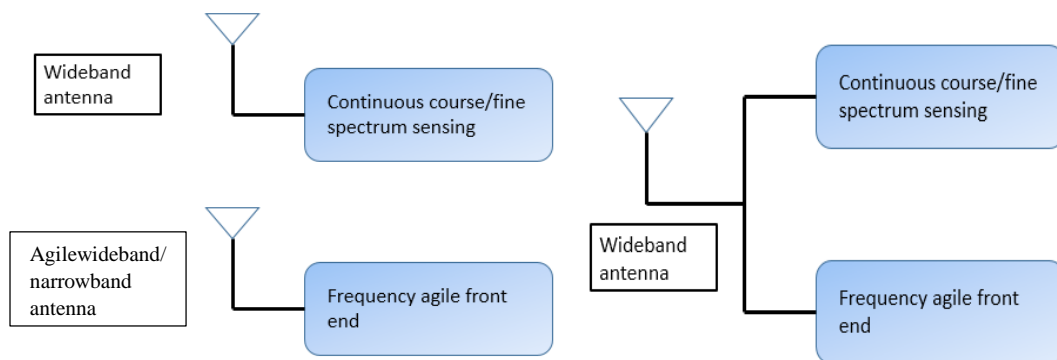 Wideband
antenna
Continuous course/fine
spectrum sensing
Agilewideband/
narrowband
antenna
Frequency agile front
end
Wideband
antenna
Continuous course/fine
spectrum sensing
Frequency agile front
end